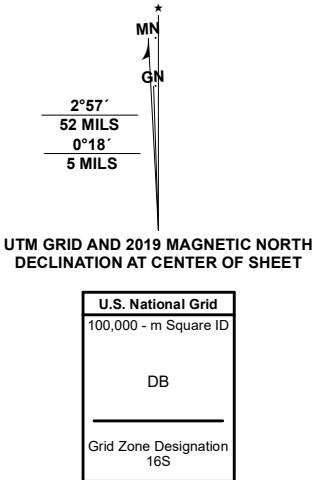 MN
GN
2°57´
52 MILS
0°18´
5 MILS
UTM GRID AND 2019 MAGNETIC NORTH
DECLINATION AT CENTER OF SHEET
U.S. National Grid
100,000 - m Square ID
DB
Grid Zone Designation
16S